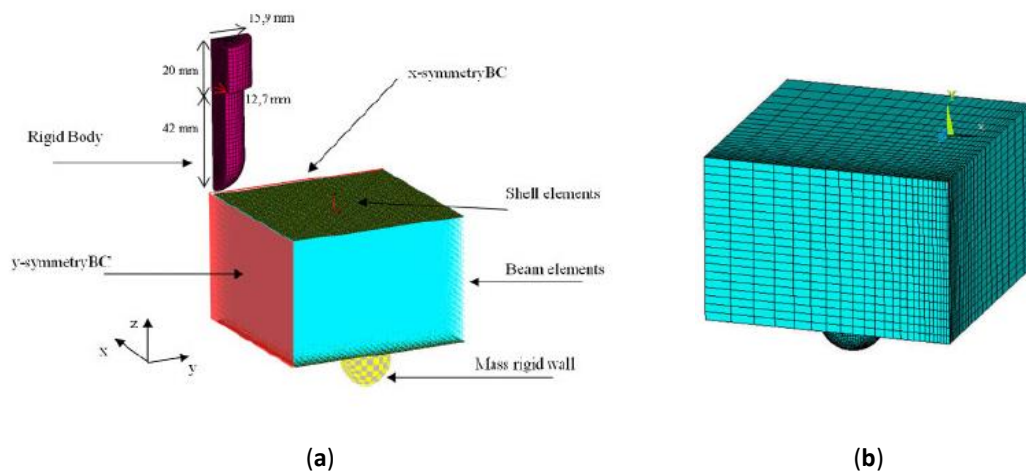 15,9 mm
20 mm
x-symmetryBC
12,7 mm
42 mm
Rigid Body
Shell elements
y-symmetryBC
Beam elements
z
x
y
Mass rigid wall
Y
x
(a)
(b)